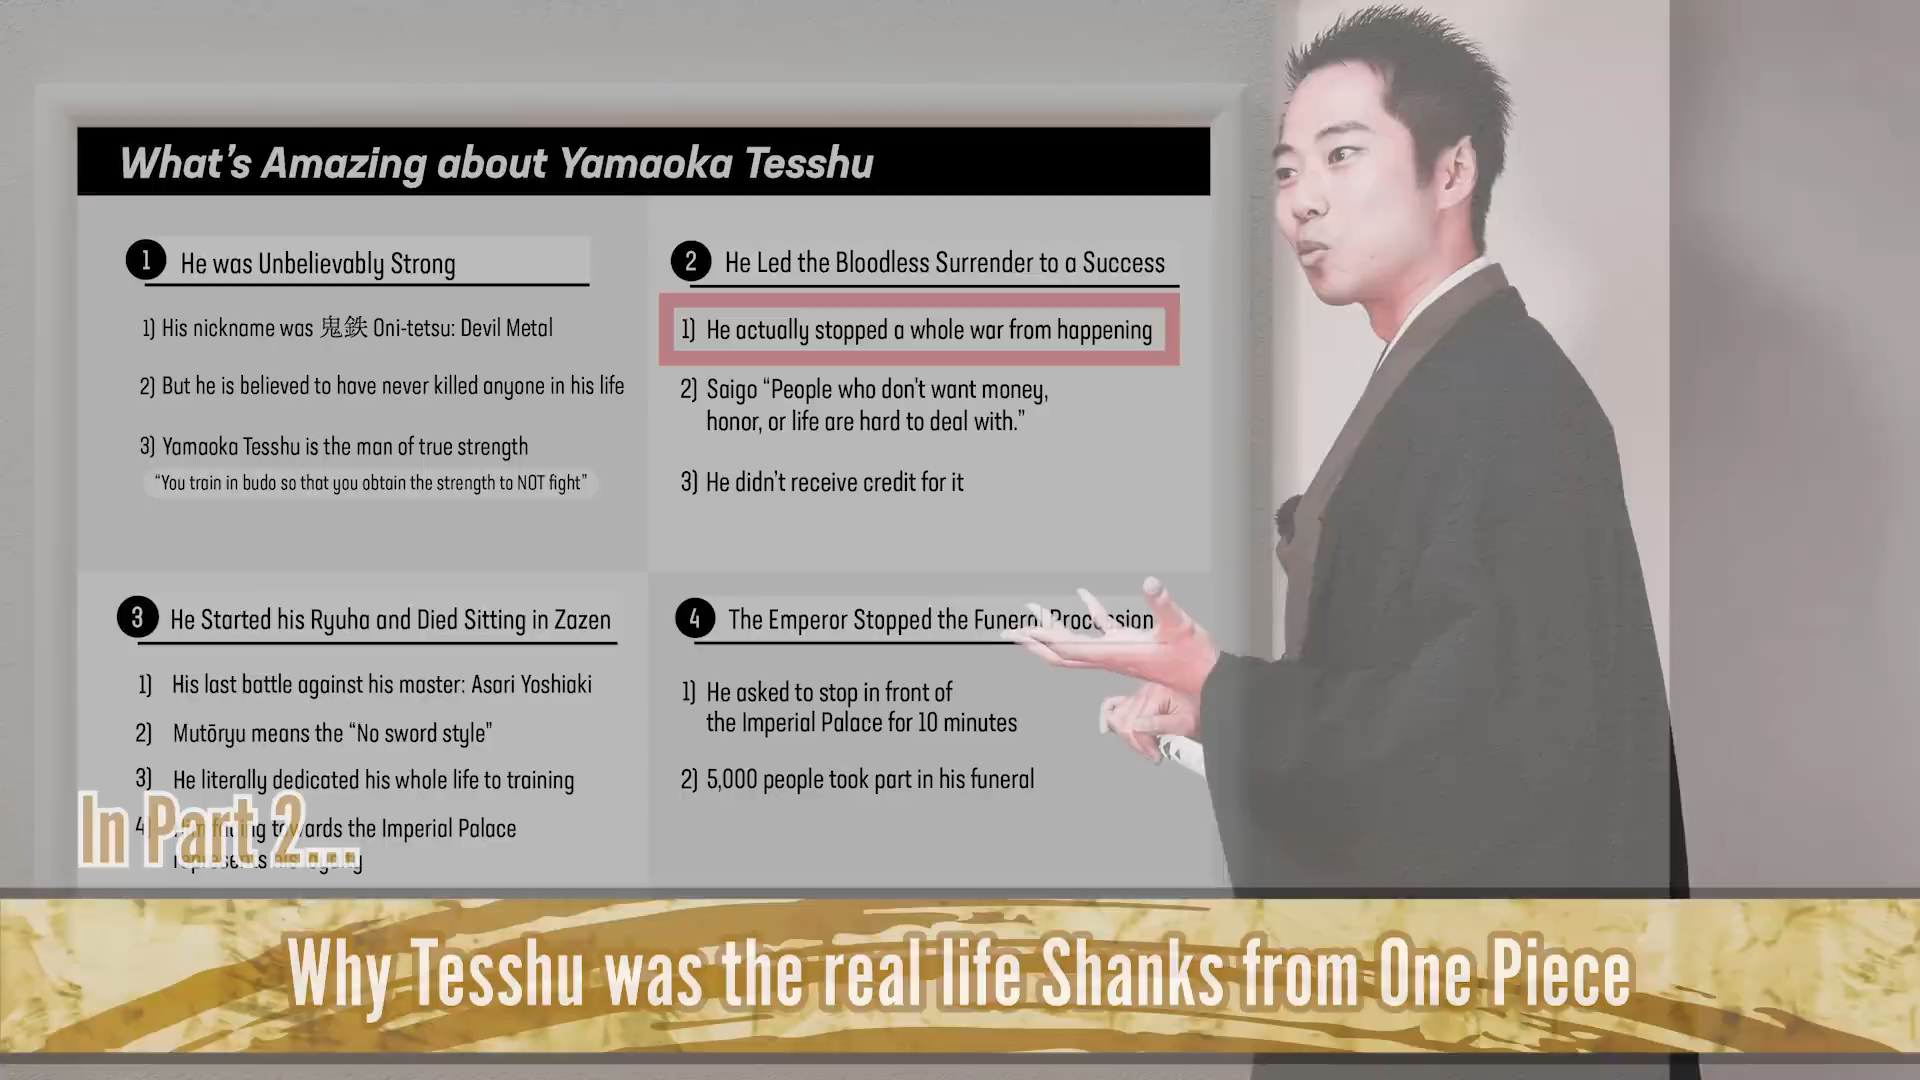 What's Amazing about Yamaoka Tesshu
1 He was Unbelievably Strong
1) His nickname was 鬼鉄 Oni-tetsu: Devil Metal
2) But he is believed to have never killed anyone in his life
3) Yamaoka Tesshu is the man of true strength
“You train in budo so that you obtain the strength to NOT fight”
2 He Led the Bloodless Surrender to a Success
1) He actually stopped a whole war from happening
2) Saigo “People who don't want money,
honor, or life are hard to deal with.”
3) He didn't receive credit for it
3 He Started his Ryuha and Died Sitting in Zazen
1) His last battle against his master: Asari Yoshiaki
2) Mutōryu means the “No sword style”
3) He literally dedicated his whole life to training
4) facing towards the Imperial Palace
represents his loyalty
4 The Emperor Stopped the Funeral Procession
1) He asked to stop in front of
the Imperial Palace for 10 minutes
2) 5,000 people took part in his funeral
In Part 2...
Why Tesshu was the real life Shanks from One Piece